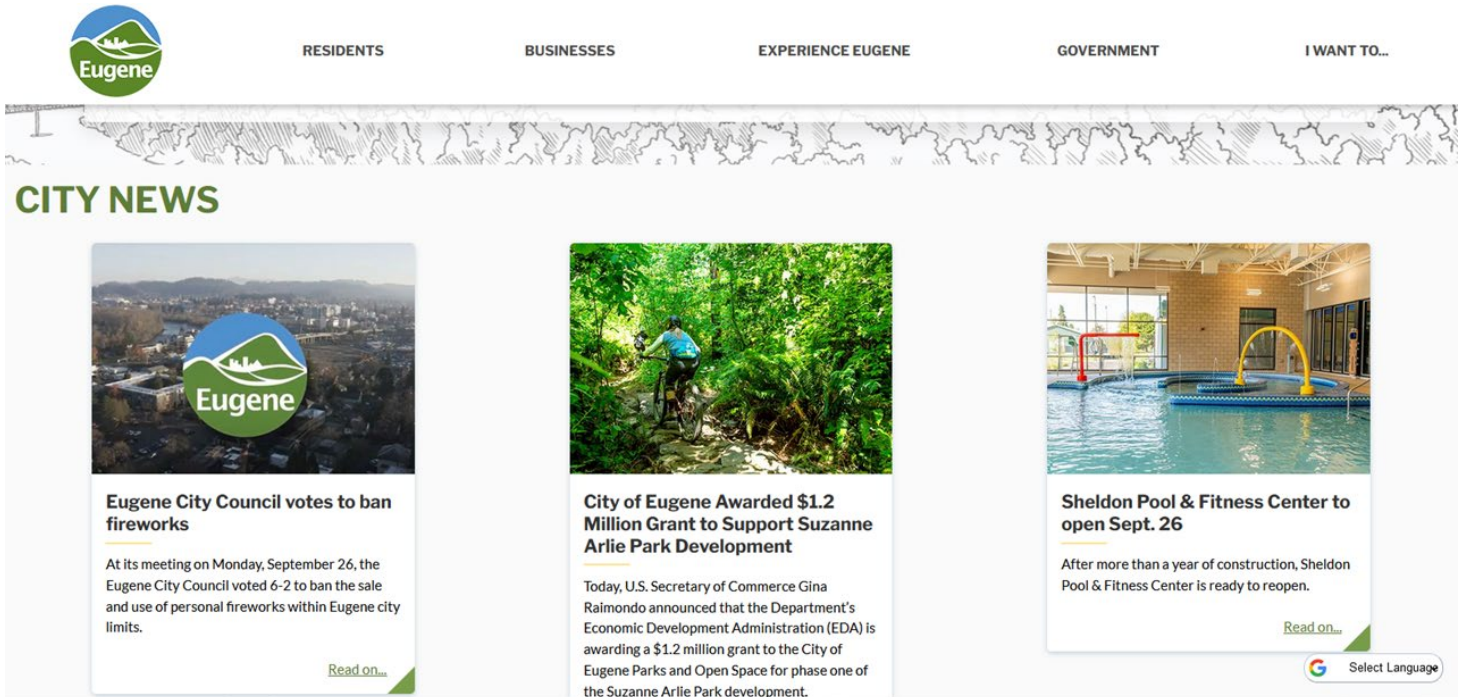 Eugene
RESIDENTS
BUSINESSES
EXPERIENCE EUGENE
GOVERNMENT
I WANT TO...
CITY NEWS
Eugene
Eugene City Council votes to ban
fireworks
At its meeting on Monday, September 26, the
Eugene City Council voted 6-2 to ban the sale
and use of personal fireworks within Eugene city
limits.
Read on...
City of Eugene Awarded $1.2
Million Grant to Support Suzanne
Arlie Park Development
Today, U.S. Secretary of Commerce Gina
Raimondo announced that the Department's
Economic Development Administration (EDA) is
awarding a $1.2 million grant to the City of
Eugene Parks and Open Space for phase one of
the Suzanne Arlie Park development.
Sheldon Pool & Fitness Center to
open Sept. 26
After more than a year of construction, Sheldon
Pool & Fitness Center is ready to reopen.
Read on...
Select Language